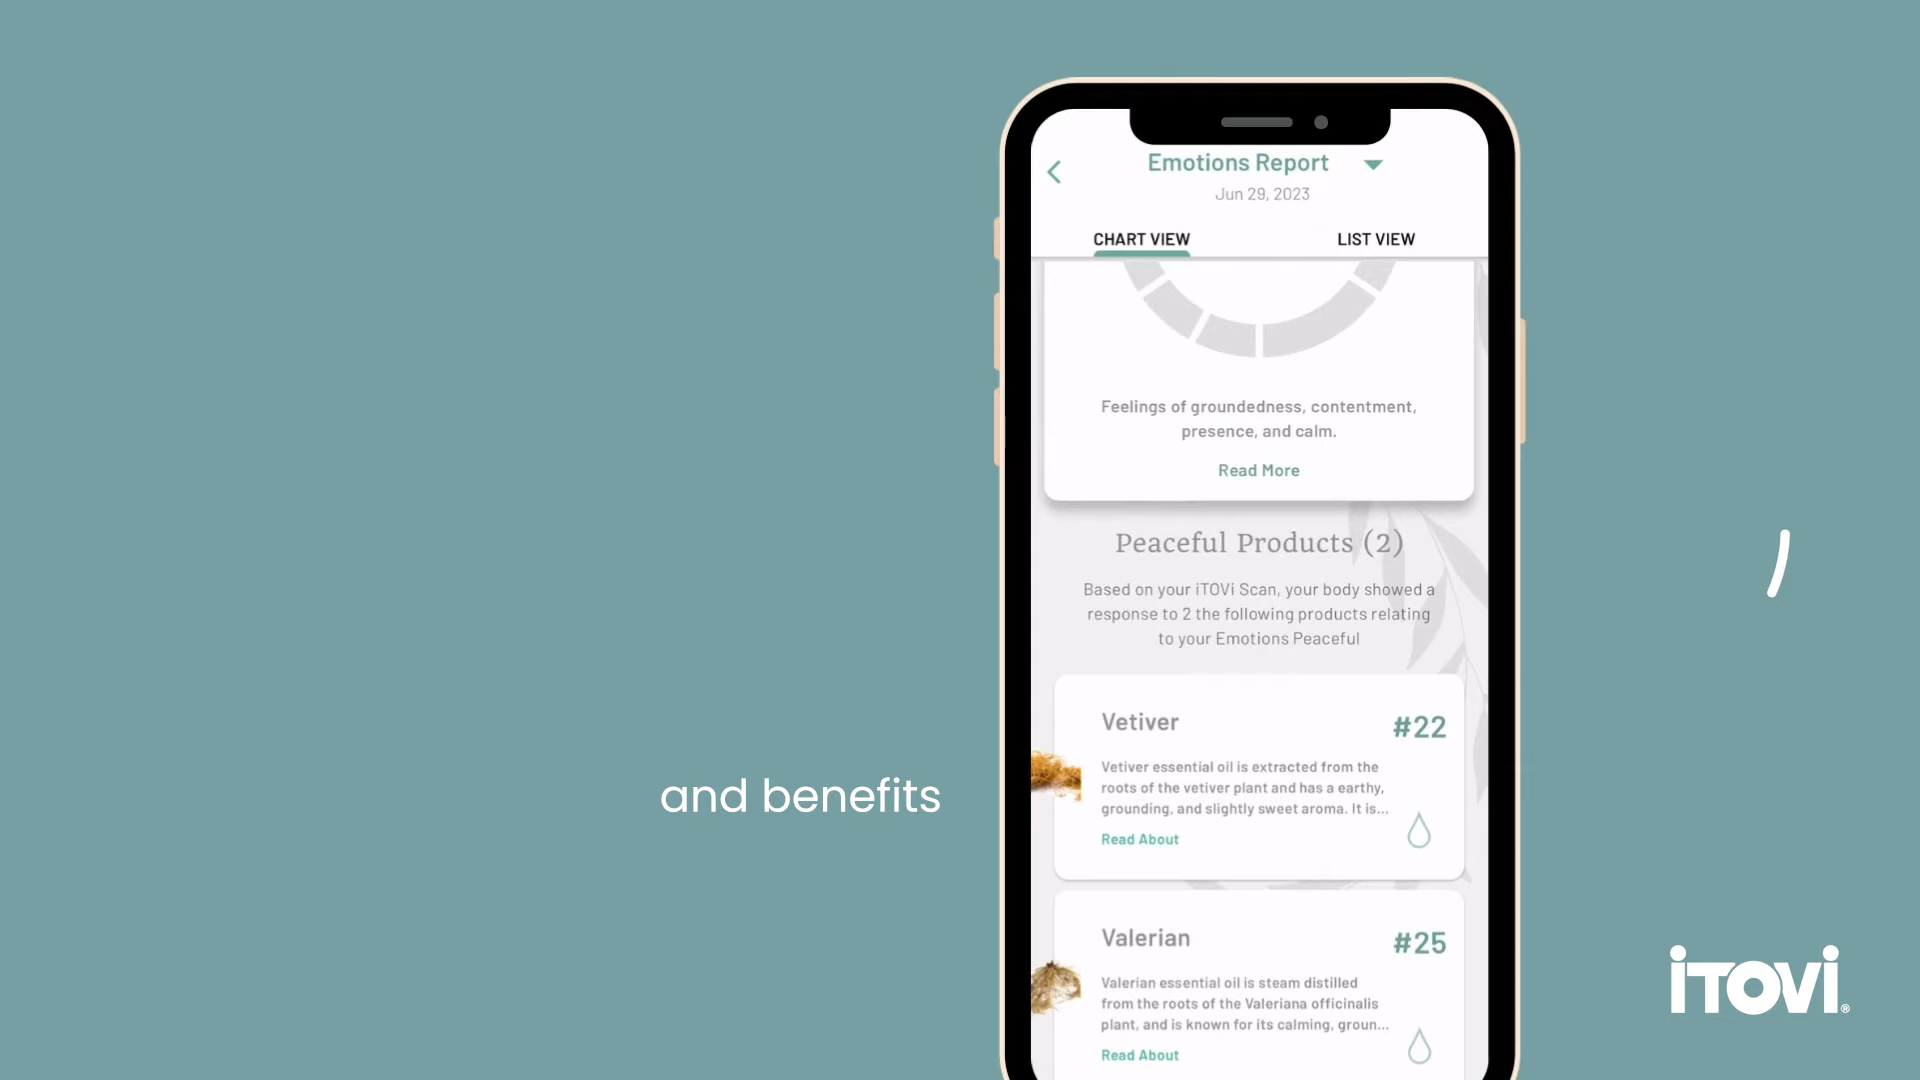 Emotions Report
Jun 29, 2023
CHART VIEW
LIST VIEW
Feelings of groundedness, contentment,
presence, and calm.
Read More
Peaceful Products (2)
Based on your iTOVi Scan, your body showed a
response to 2 the following products relating
to your Emotions Peaceful
Vetiver
#22
Vetiver essential oil is extracted from the
roots of the vetiver plant and has a earthy,
grounding, and slightly sweet aroma. It is...
Read About
and benefits
Valerian
#25
Valerian essential oil is steam distilled
from the roots of the Valeriana officinalis
plant, and is known for its calming, groun...
Read About
iTOVi®